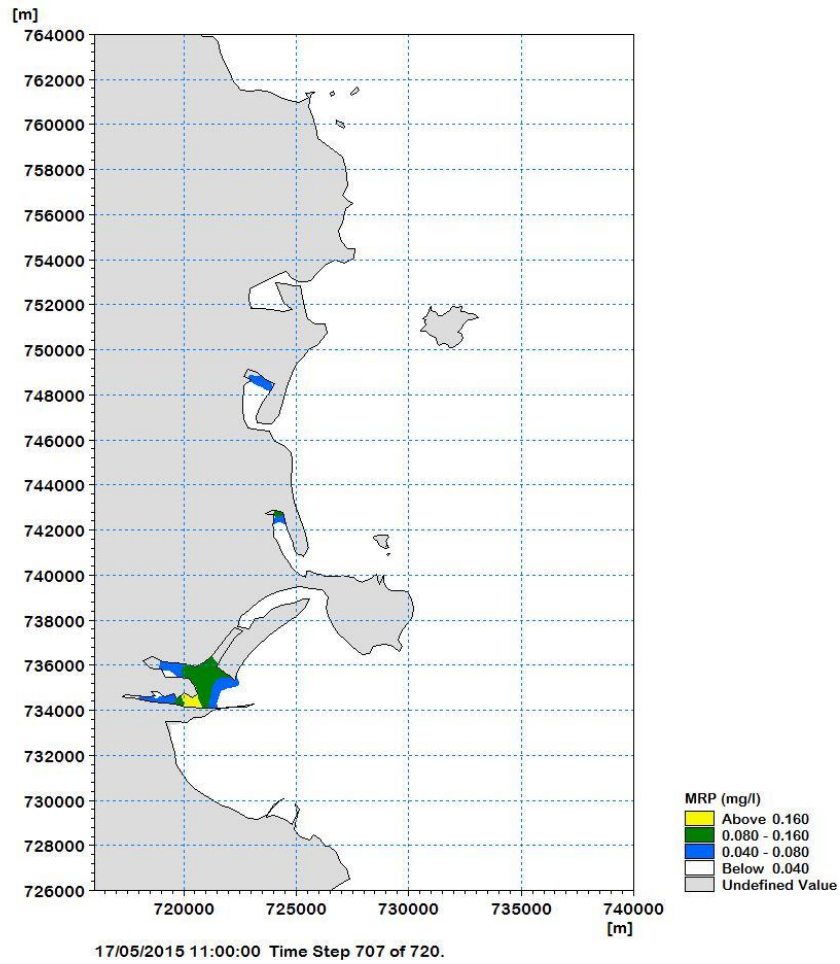 [m]
764000
762000
760000
758000
756000
754000
752000
750000
748000
746000
744000
742000
740000
738000
736000
734000
732000
730000
728000
726000
720000 725000 730000 735000 740000
[m]
MRP (mg/l)
Above 0.160
0.080 - 0.160
0.040 - 0.080
Below 0.040
Undefined Value
17/05/2015 11:00:00 Time Step 707 of 720.